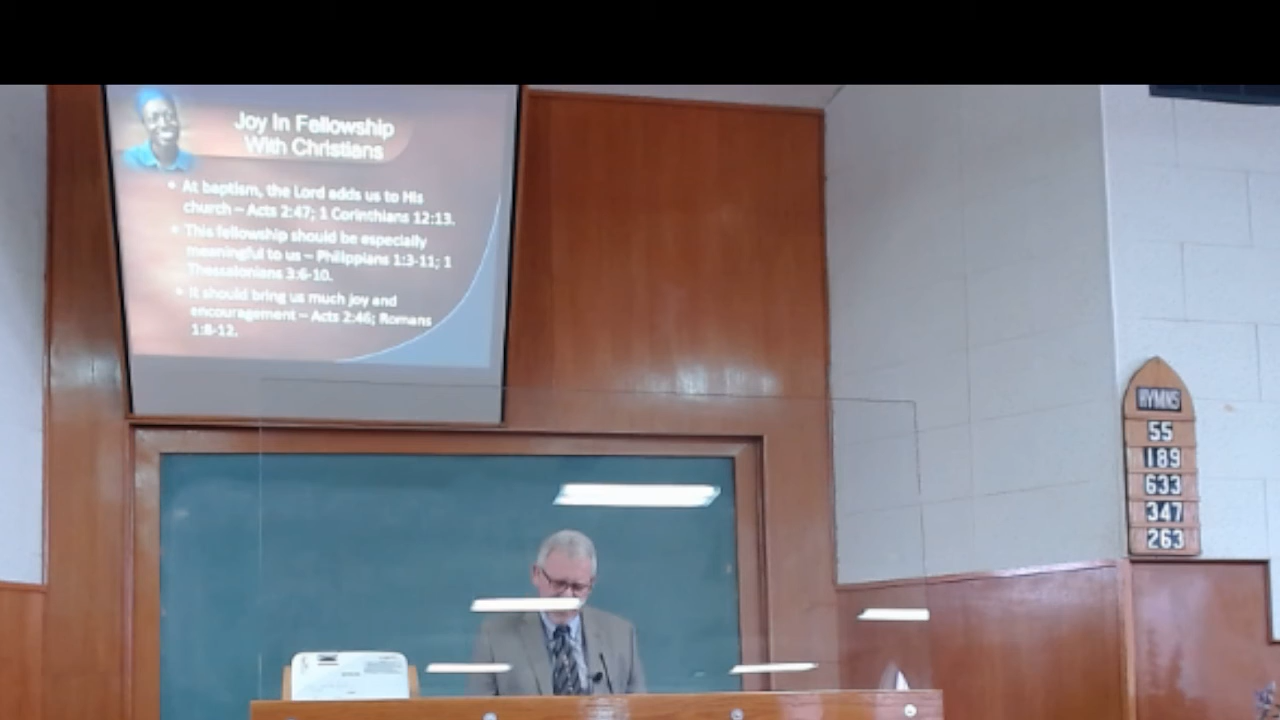 Joy In Fellowship
With Christians
• At baptism, the Lord adds us to His
church – Acts 2:47; 1 Corinthians 12:13.
• This fellowship should be especially
meaningful to us – Philippians 1:3-11; 1
Thessalonians 3:6-10.
• It should bring us much joy and
encouragement – Acts 2:46; Romans
1:8-12.
HYMNS
55
189
633
347
263